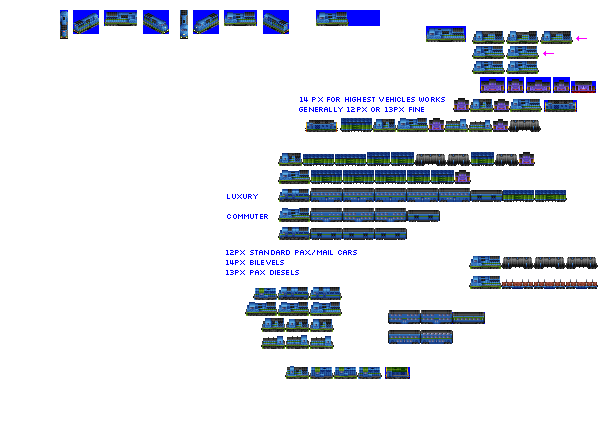 14 PX FOR HIGHEST VEHICLES WORKS
GENERALLY 12PX OR 13PX FINE
LUXURY
COMMUTER
12PX STANDARD PAX/MAIL CARS
14PX BILEVELS
13PX PAX DIESELS